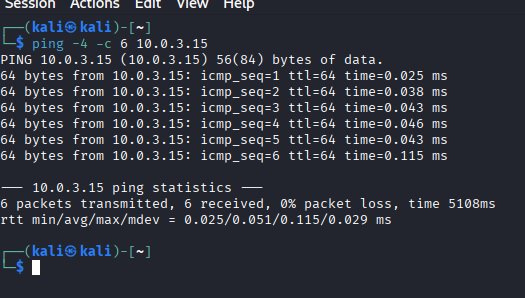 Session Actions Edit View Help
┌──(kali㉿kali)-[~]
└─$ ping -4 -c 6 10.0.3.15
PING 10.0.3.15 (10.0.3.15) 56(84) bytes of data.
64 bytes from 10.0.3.15: icmp_seq=1 ttl=64 time=0.025 ms
64 bytes from 10.0.3.15: icmp_seq=2 ttl=64 time=0.038 ms
64 bytes from 10.0.3.15: icmp_seq=3 ttl=64 time=0.043 ms
64 bytes from 10.0.3.15: icmp_seq=4 ttl=64 time=0.046 ms
64 bytes from 10.0.3.15: icmp_seq=5 ttl=64 time=0.043 ms
64 bytes from 10.0.3.15: icmp_seq=6 ttl=64 time=0.115 ms
--- 10.0.3.15 ping statistics ---
6 packets transmitted, 6 received, 0% packet loss, time 5108ms
rtt min/avg/max/mdev = 0.025/0.051/0.115/0.029 ms
┌──(kali㉿kali)-[~]
└─$